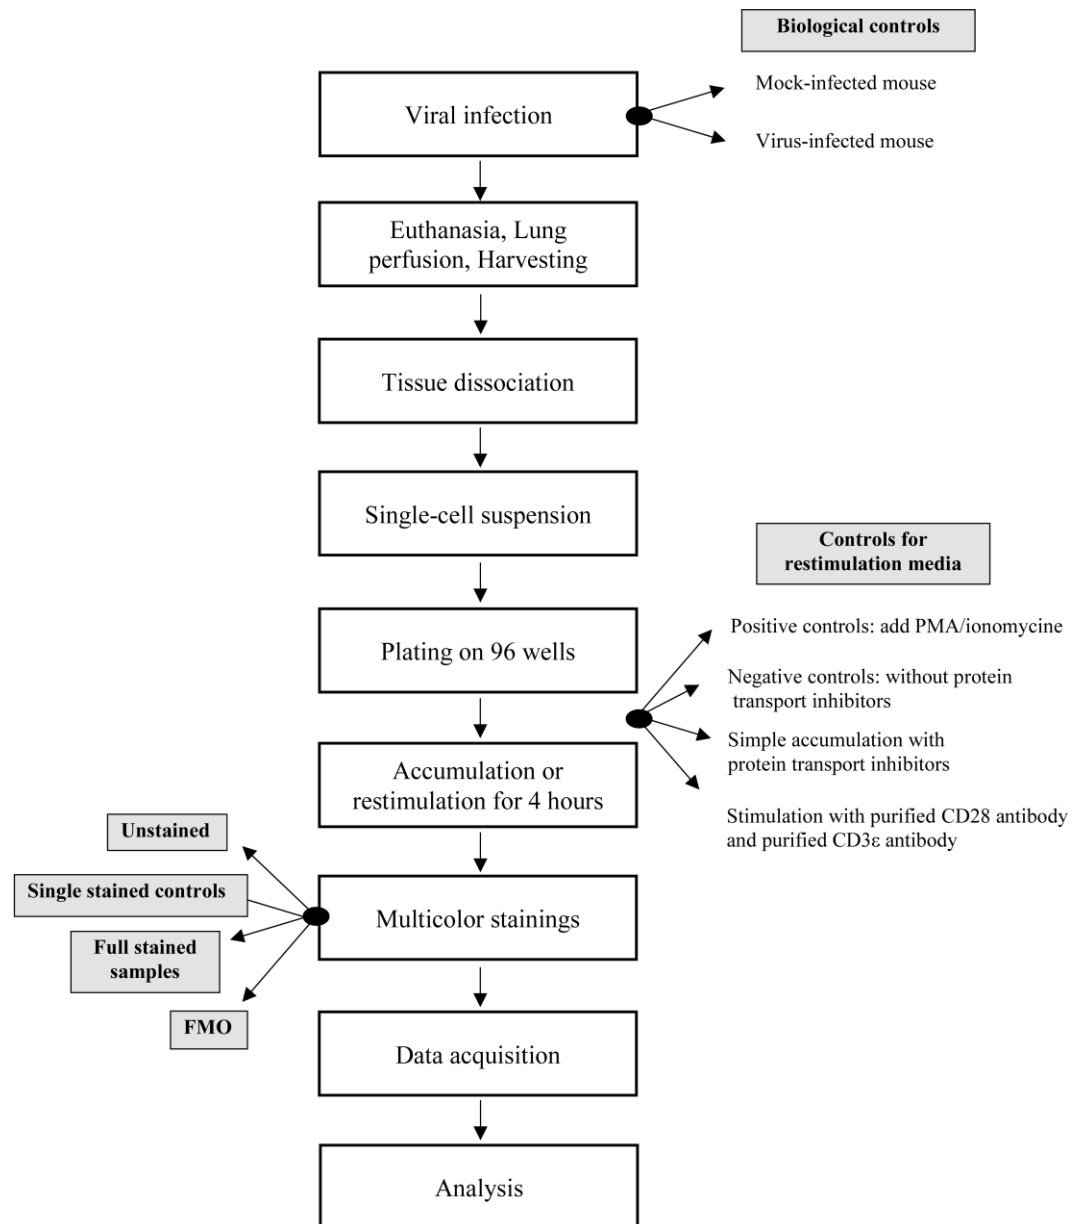 Biological controls
Viral infection
Mock-infected mouse
Virus-infected mouse
Euthanasia, Lung
perfusion, Harvesting
Tissue dissociation
Single-cell suspension
Controls for
restimulation media
Plating on 96 wells
Positive controls: add PMA/ionomycine
Negative controls: without protein
transport inhibitors
Simple accumulation with
protein transport inhibitors
Stimulation with purified CD28 antibody
and purified CD3ε antibody
Accumulation or
restimulation for 4 hours
Unstained
Single stained controls
Full stained
samples
FMO
Multicolor stainings
Data acquisition
Analysis